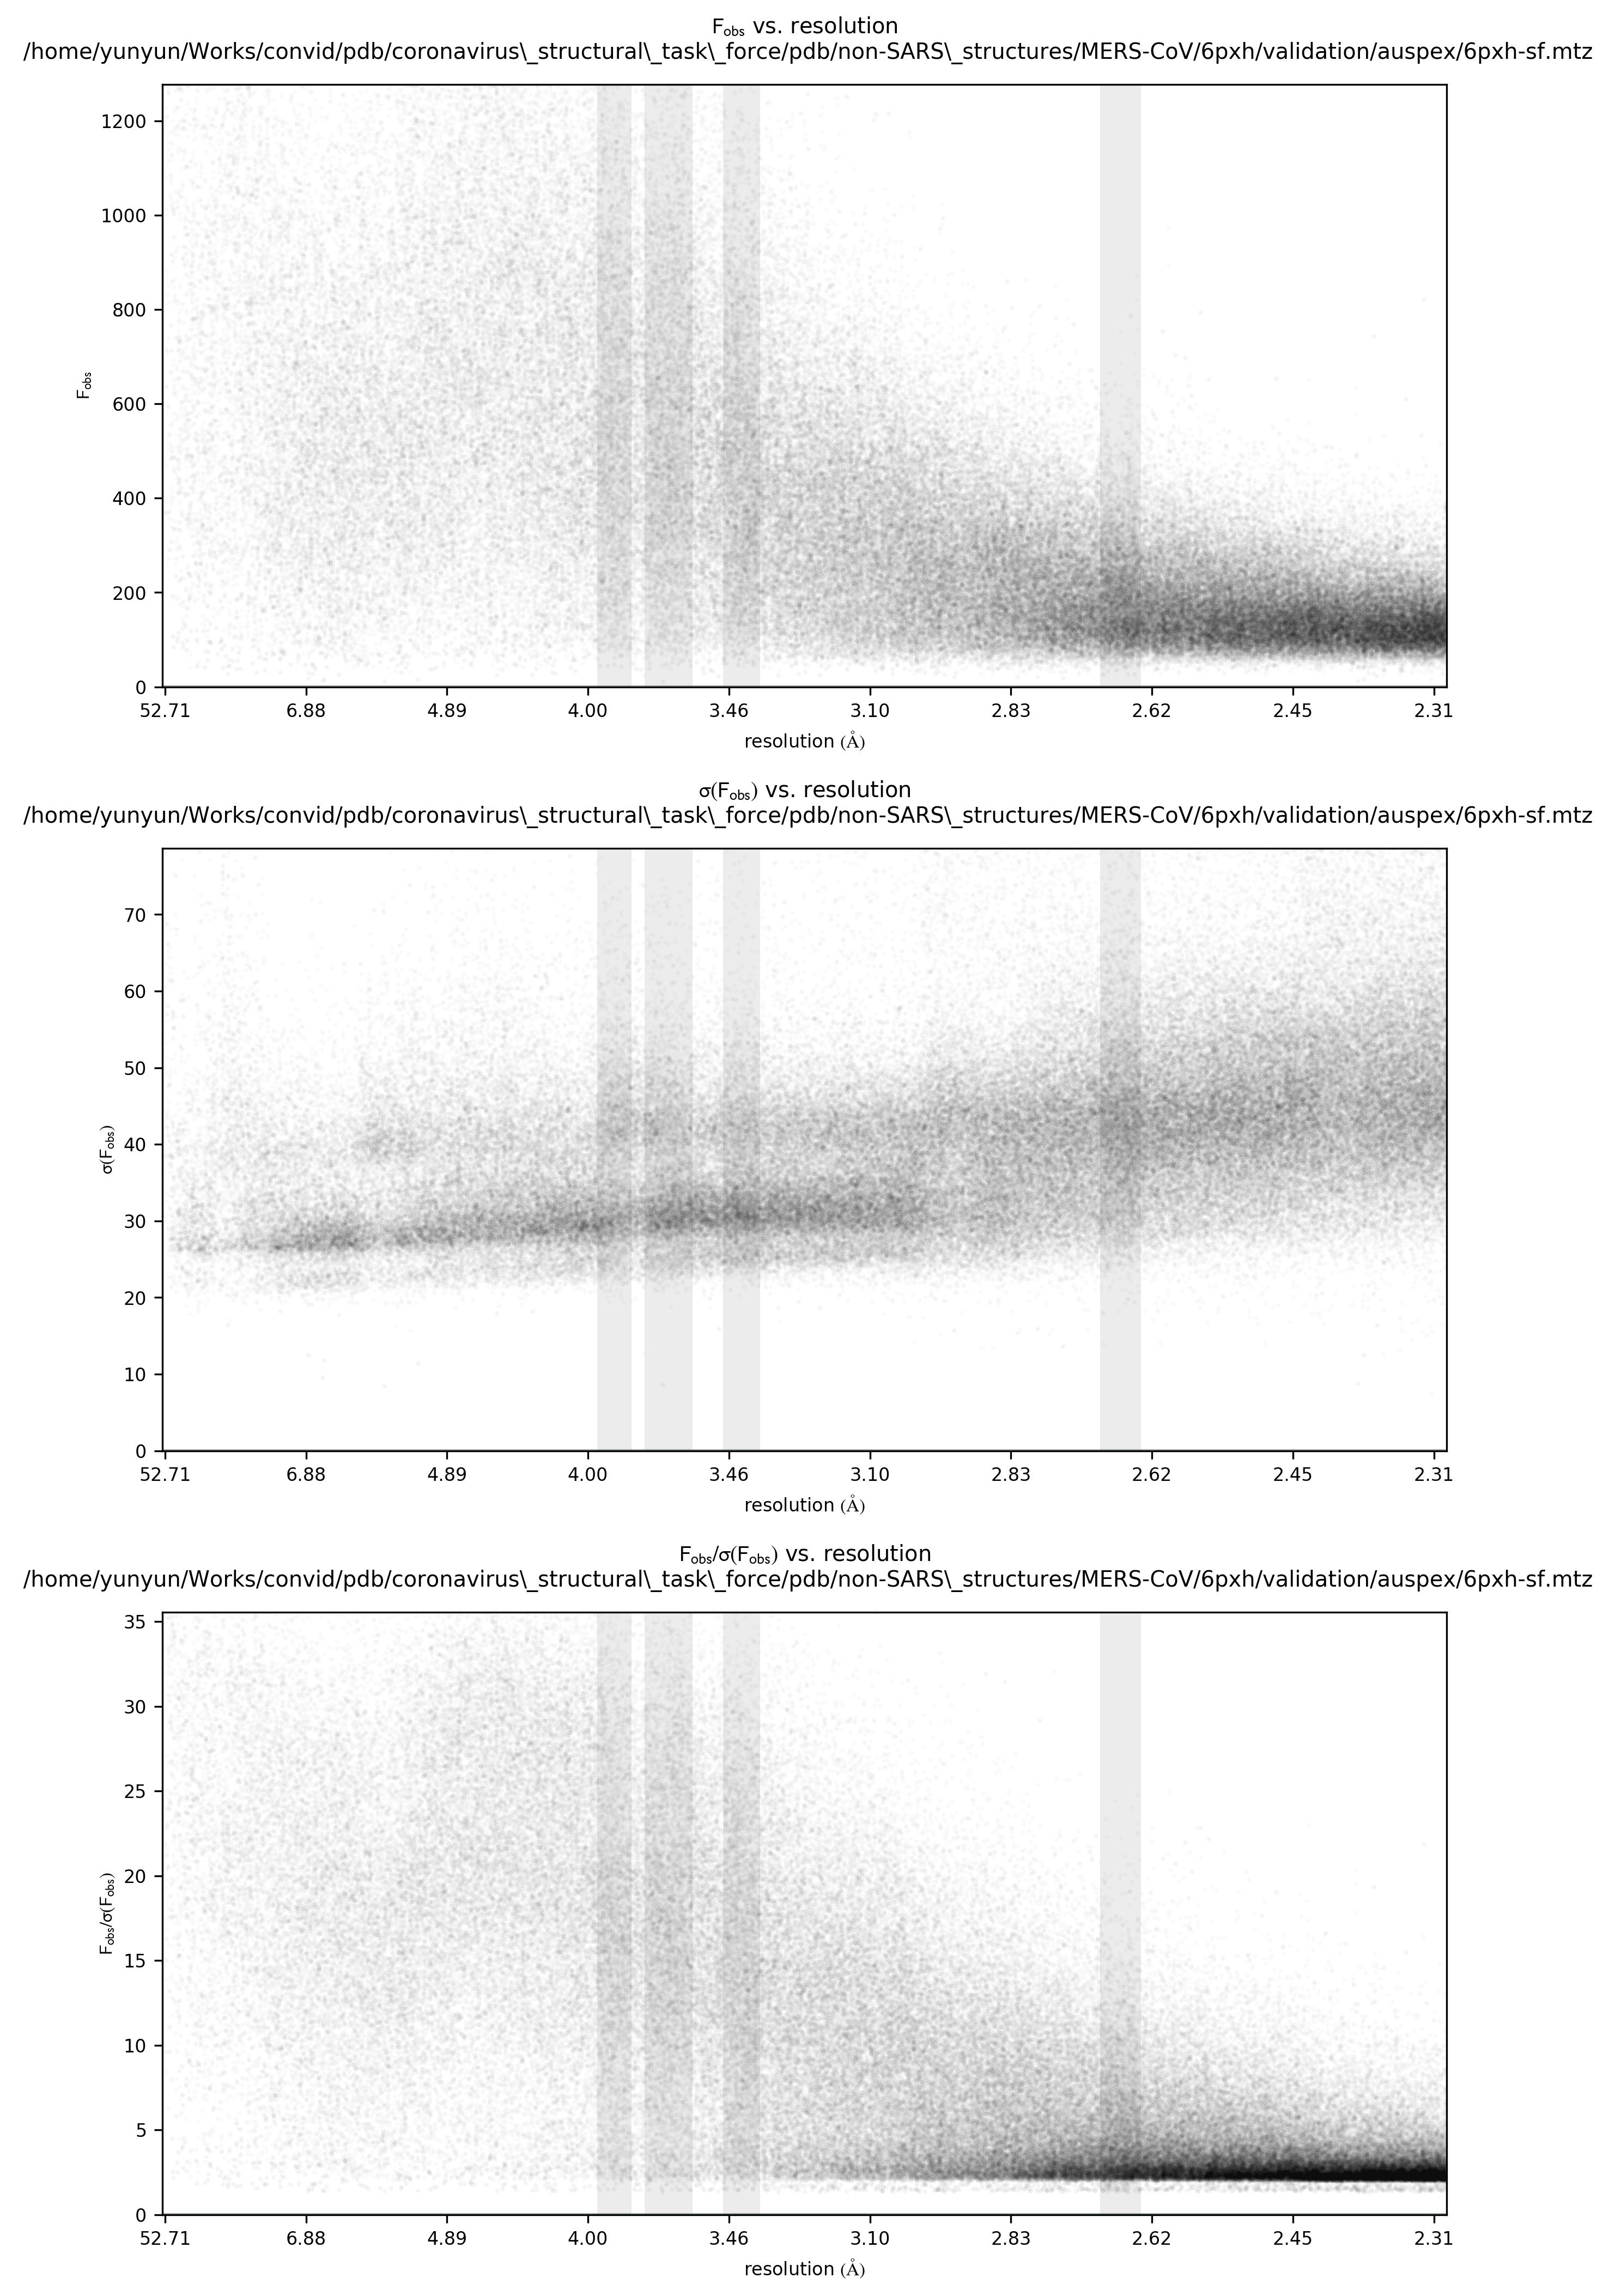 F_obs vs. resolution
/home/yunyun/Works/convid/pdb/coronavirus\_structural\_task\_force/pdb/non-SARS\_structures/MERS-CoV/6pxh/validation/auspex/6pxh-sf.mtz
1200
1000
800
600
400
200
0
F_obs
52.71 6.88 4.89 4.00 3.46 3.10 2.83 2.62 2.45 2.31
resolution (Å)
σ(F_obs) vs. resolution
/home/yunyun/Works/convid/pdb/coronavirus\_structural\_task\_force/pdb/non-SARS\_structures/MERS-CoV/6pxh/validation/auspex/6pxh-sf.mtz
70
60
50
40
30
20
10
0
σ(F_obs)
52.71 6.88 4.89 4.00 3.46 3.10 2.83 2.62 2.45 2.31
resolution (Å)
F_obs/σ(F_obs) vs. resolution
/home/yunyun/Works/convid/pdb/coronavirus\_structural\_task\_force/pdb/non-SARS\_structures/MERS-CoV/6pxh/validation/auspex/6pxh-sf.mtz
35
30
25
20
15
10
5
0
F_obs/σ(F_obs)
52.71 6.88 4.89 4.00 3.46 3.10 2.83 2.62 2.45 2.31
resolution (Å)